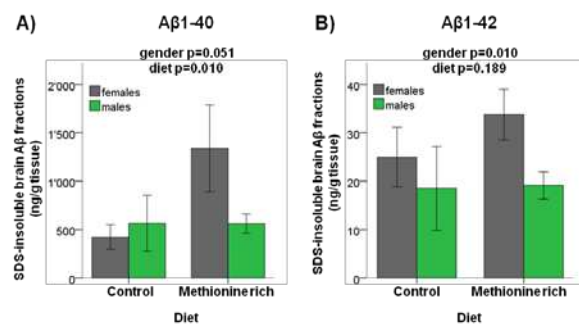 A)
Aβ1-40
gender p=0.051
diet p=0.010
females
males
SDS-insoluble brain Aβ fractions
(ng/g tissue)
2'000
1'500
1'000
500
0
Control
Methionine rich
Diet
B)
Aβ1-42
gender p=0.010
diet p=0.189
females
males
SDS-insoluble brain Aβ fractions
(ng/g tissue)
40
30
20
10
0
Control
Methionine rich
Diet